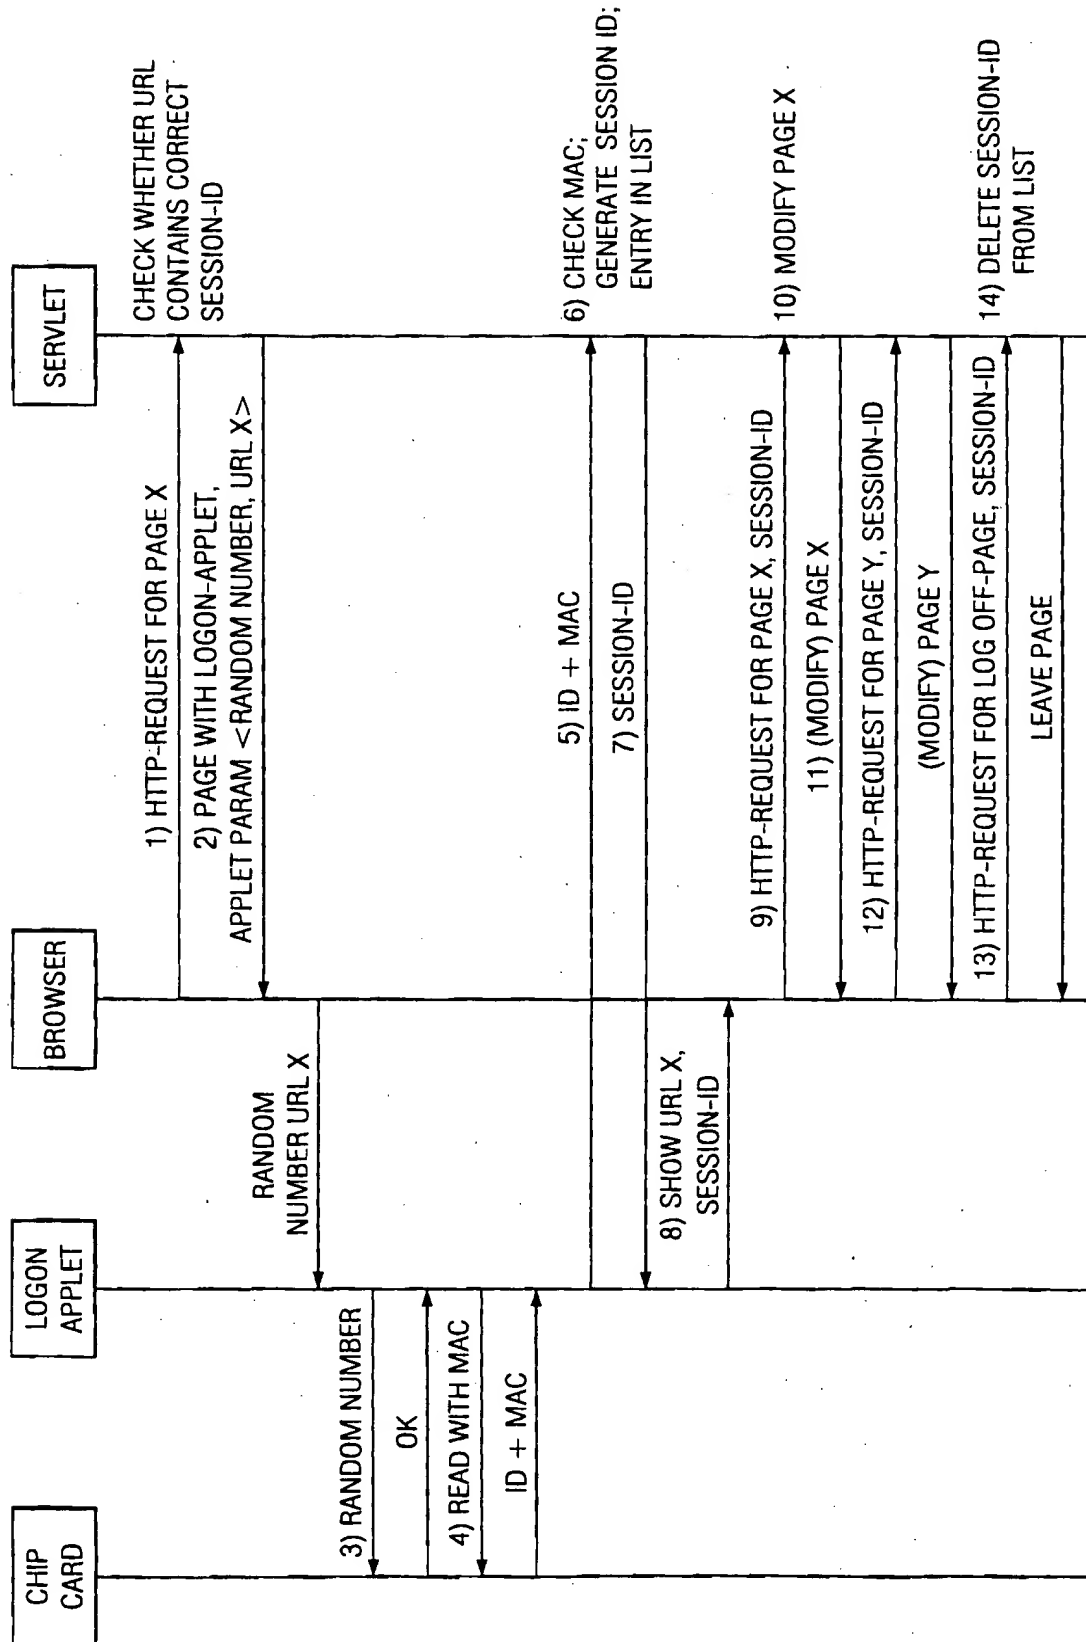 CHIP
CARD
LOGON
APPLET
BROWSER
SERVLET
1) HTTP-REQUEST FOR PAGE X
CHECK WHETHER URL
CONTAINS CORRECT
SESSION-ID
2) PAGE WITH LOGON-APPLET,
APPLET PARAM <RANDOM NUMBER, URL X>
RANDOM
NUMBER URL X
3) RANDOM NUMBER
OK
4) READ WITH MAC
ID + MAC
5) ID + MAC
6) CHECK MAC;
GENERATE SESSION ID;
ENTRY IN LIST
7) SESSION-ID
8) SHOW URL X,
SESSION-ID
9) HTTP-REQUEST FOR PAGE X, SESSION-ID
10) MODIFY PAGE X
11) (MODIFY) PAGE X
12) HTTP-REQUEST FOR PAGE Y, SESSION-ID
(MODIFY) PAGE Y
13) HTTP-REQUEST FOR LOG OFF-PAGE, SESSION-ID
14) DELETE SESSION-ID
FROM LIST
LEAVE PAGE